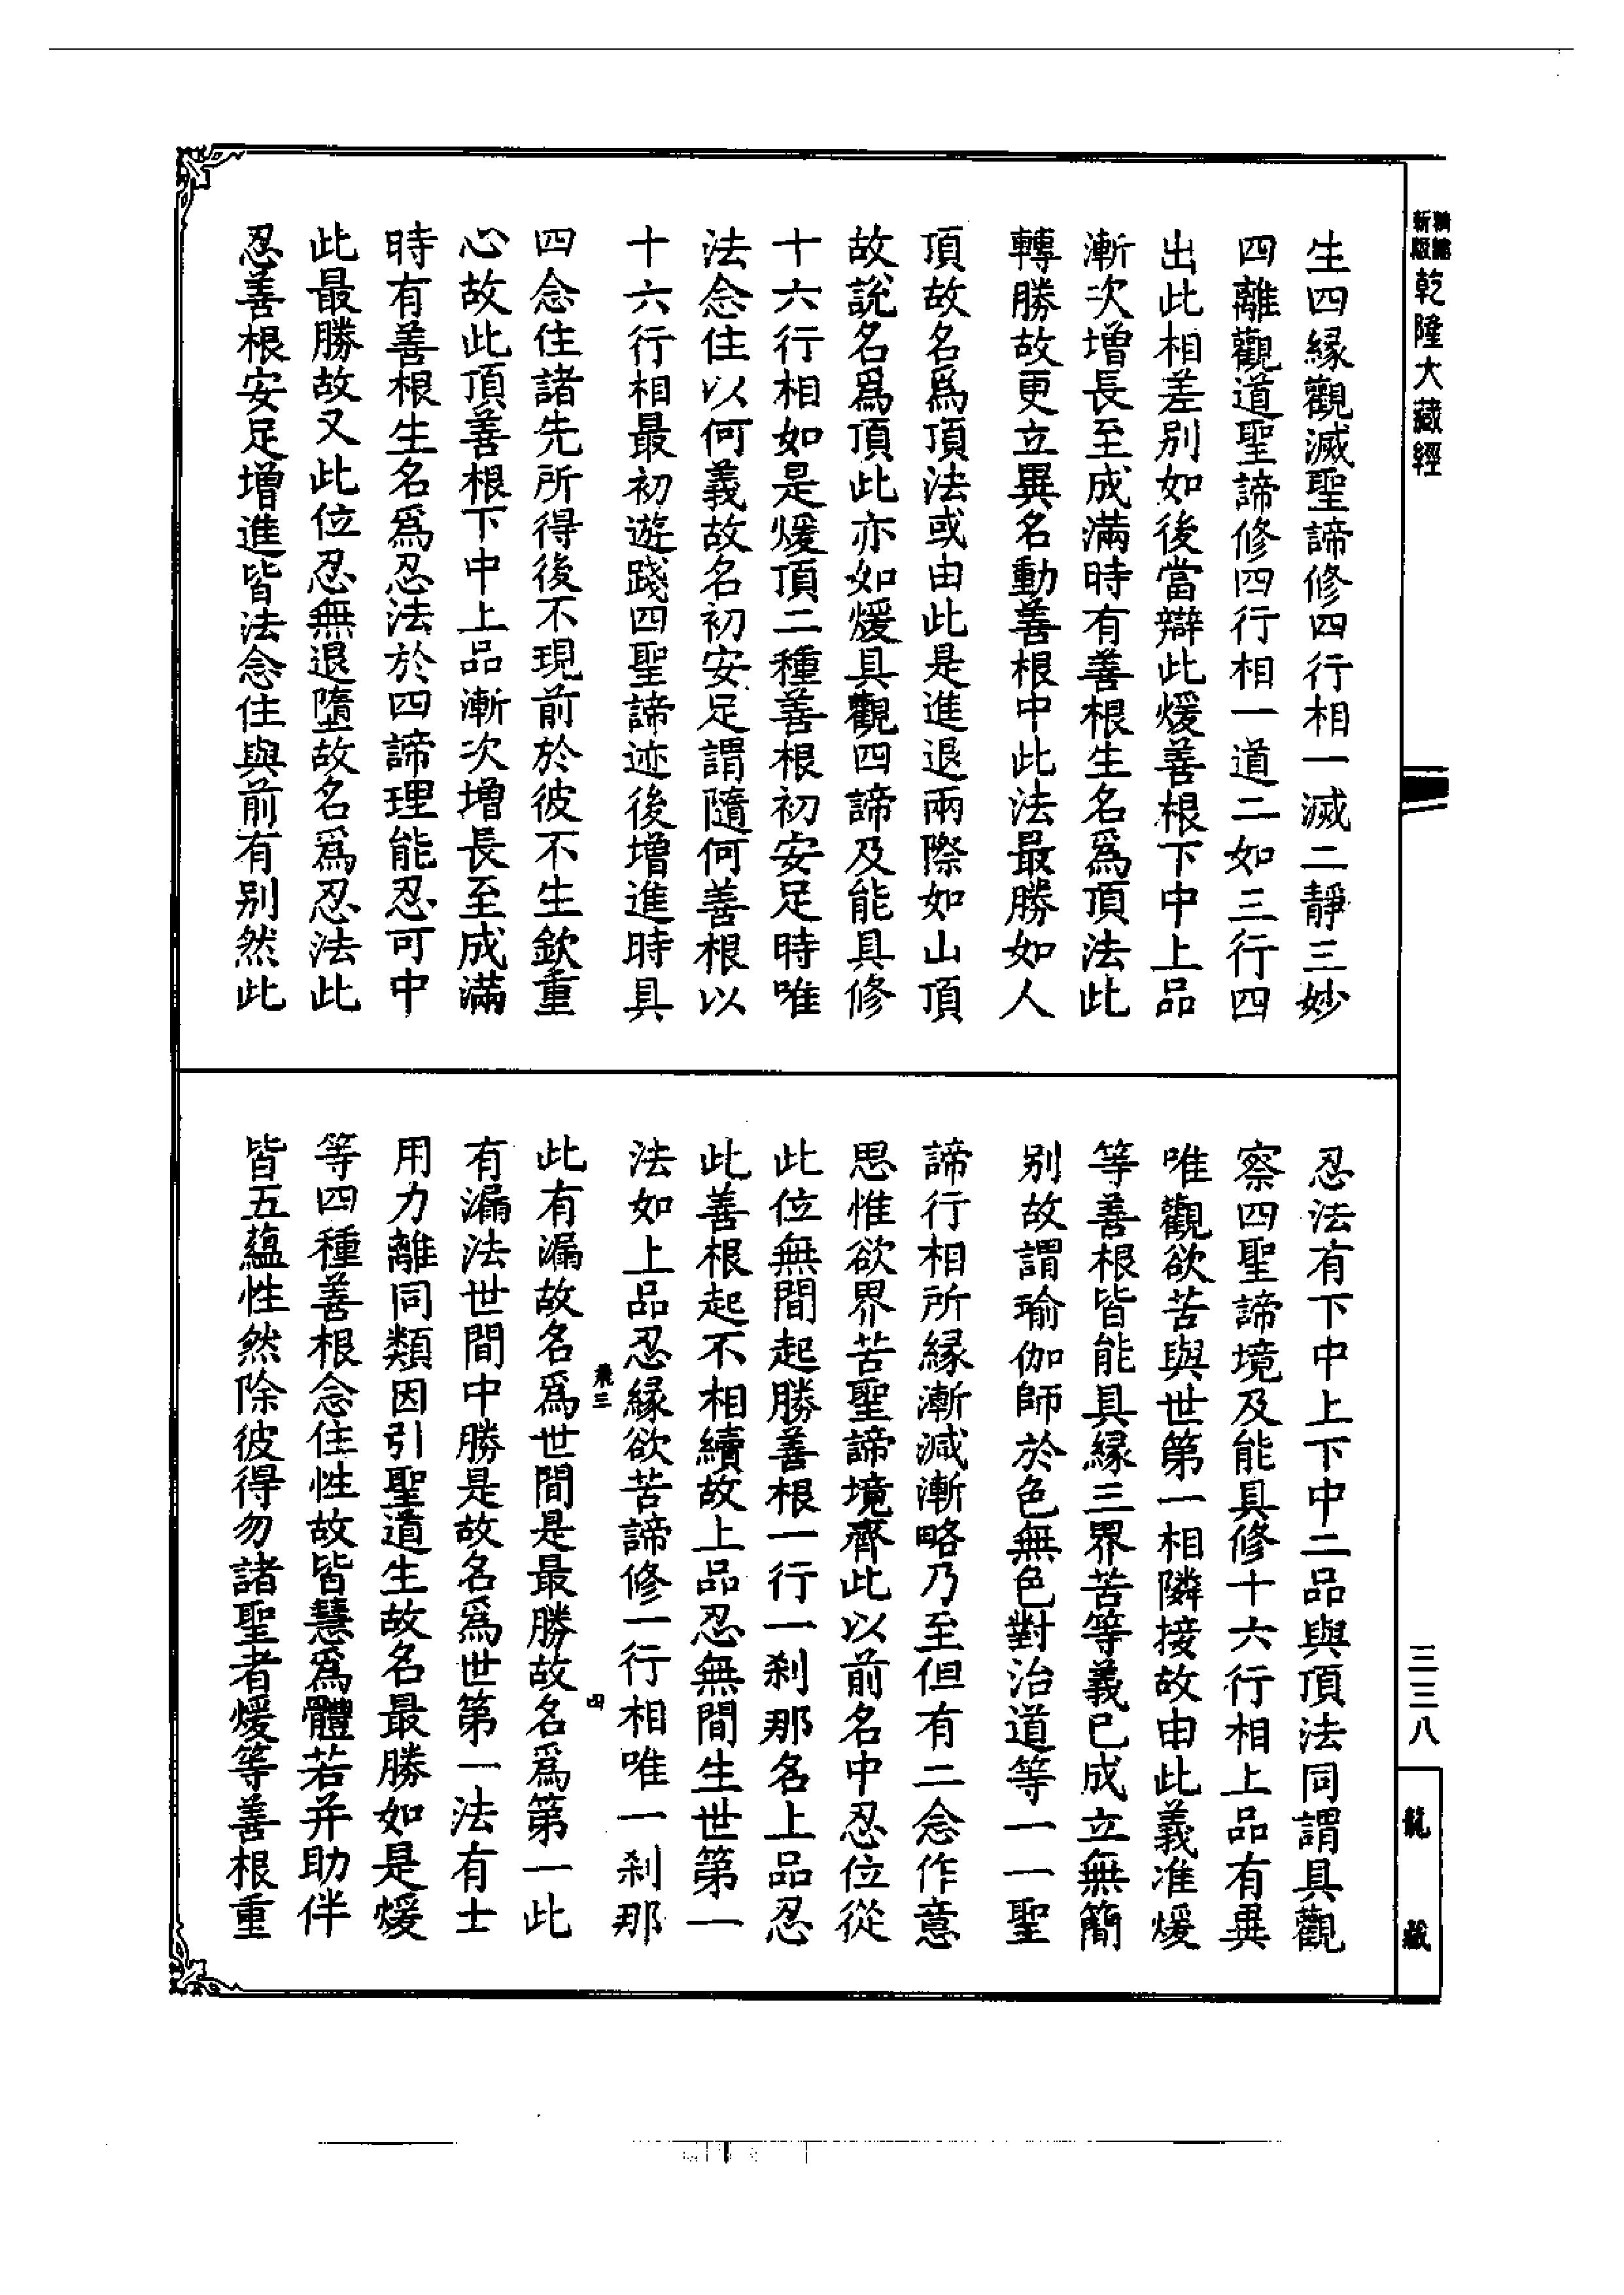 精縮新版乾隆大藏經
生四緣觀滅聖諦修四行相一滅二靜三妙
四離觀道聖諦修四行相一道二如三行四
出此相差別如後當辯此煖善根下中上品
漸次增長至成滿時有善根生名爲頂法此
轉勝故更立異名動善根中此法最勝如人
頂故名爲頂法或由此是進退兩際如山頂
故說名爲頂此亦如煖具觀四諦及能具修
十六行相如是煖頂二種善根初安足時唯
法念住以何義故名初安足謂隨何善根以
十六行相最初遊踐四聖諦迹後增進時具
四念住諸先所得後不現前於彼不生欽重
心故此頂善根下中上品漸次增長至成滿
時有善根生名爲忍法於四諦理能忍可中
此最勝故又此位忍無退墮故名爲忍法此
忍善根安足增進皆法念住與前有別然此
忍法有下中上下中二品與頂法同謂具觀
察四聖諦境及能具修十六行相上品有異
唯觀欲苦與世第一相隣接故由此義准煖
等善根皆能具緣三界苦等義已成立無簡
別故謂瑜伽師於色無色對治道等一一聖
諦行相所緣漸減漸略乃至但有二念作意
思惟欲界苦聖諦境齊此以前名中忍位從
此位無間起勝善根一行一剎那名上品忍
此善根起不相續故上品忍無間生世第一
法如上品忍緣欲苦諦修一行相唯一剎那
此有漏故名爲世間是最勝故名爲第一此
有漏法世間中勝是故名爲世第一法有士
用力離同類因引聖道生故名最勝如是煖
等四種善根念住性故皆慧爲體若并助伴
皆五蘊性然除彼得勿諸聖者煖等善根重
三三八
龍藏
四